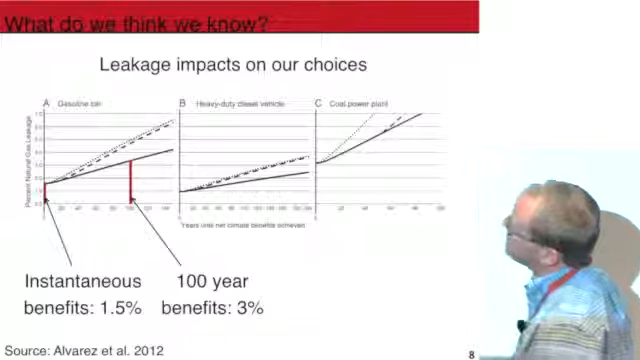 What do we think we know?
Leakage impacts on our choices
A Gasoline car
B Heavy-duty diesel vehicle
C Coal power plant
Percent Natural Gas Leakage
Years until net climate benefits achieved
Instantaneous
benefits: 1.5%
100 year
benefits: 3%
Source: Alvarez et al. 2012
8